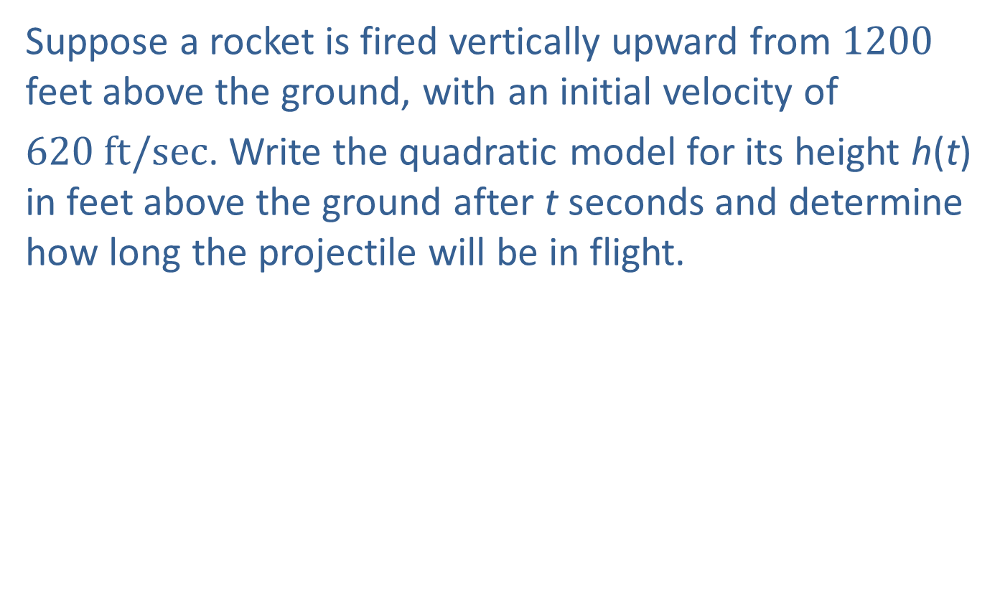 Suppose a rocket is fired vertically upward from 1200
feet above the ground, with an initial velocity of
620 ft/sec. Write the quadratic model for its height h(t)
in feet above the ground after t seconds and determine
how long the projectile will be in flight.